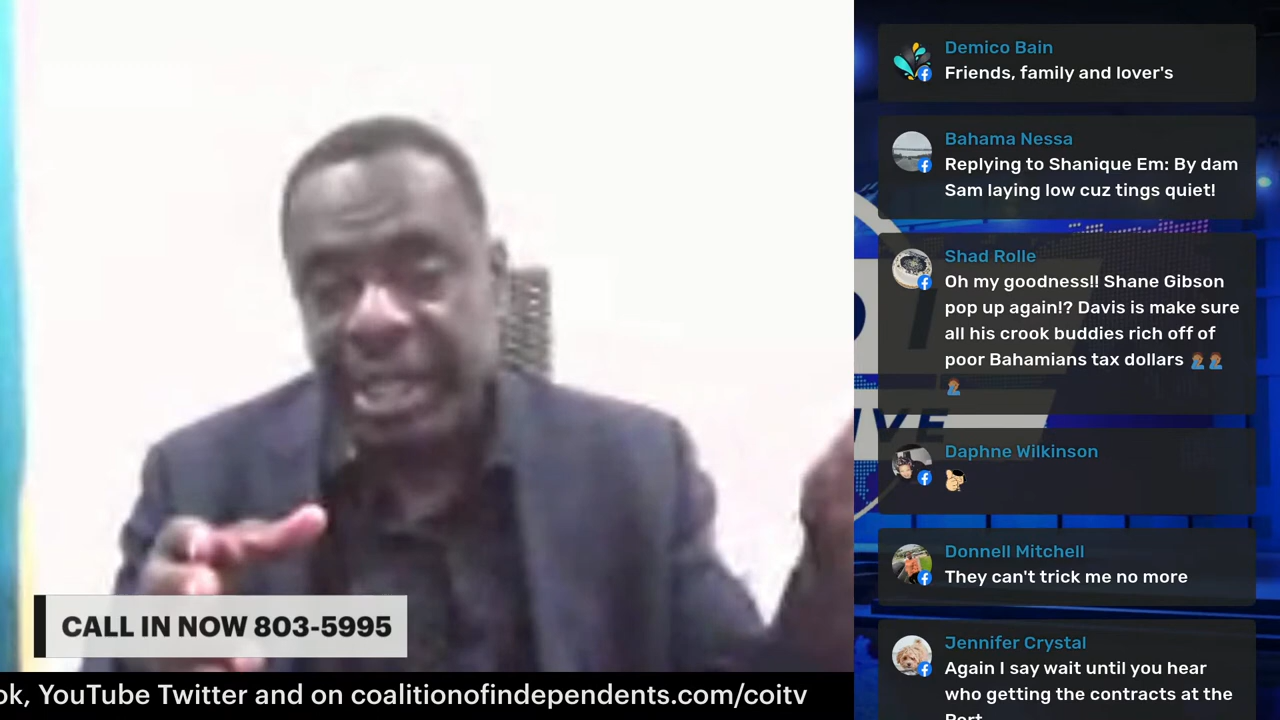 Demico Bain
Friends, family and lover's
Bahama Nessa
Replying to Shanique Em: By dam
Sam laying low cuz tings quiet!
Shad Rolle
Oh my goodness!! Shane Gibson
pop up again!? Davis is make sure
all his crook buddies rich off of
poor Bahamians tax dollars 🤦🏾🤦🏾
🤦🏾
Daphne Wilkinson
Donnell Mitchell
They can't trick me no more
Jennifer Crystal
Again I say wait until you hear
who getting the contracts at the
Port
IVE
CALL IN NOW 803-5995
ok, YouTube Twitter and on coalitionofindependents.com/coitv